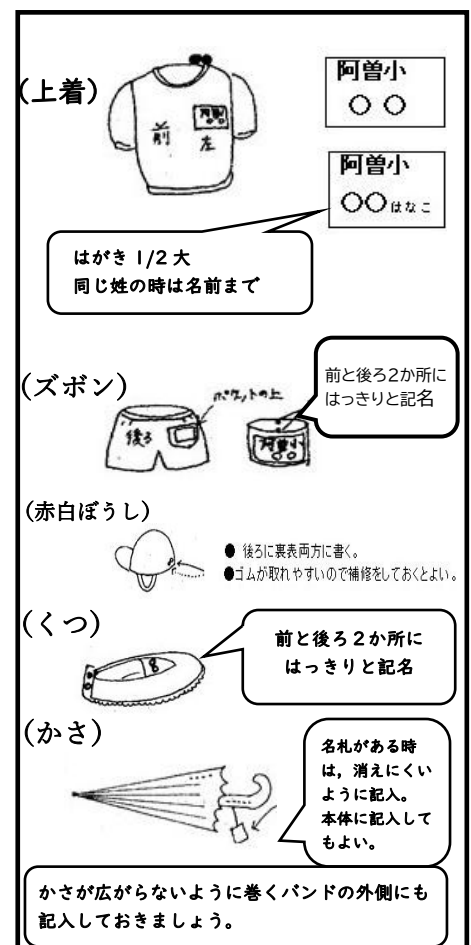 (上着)
前
左
阿曽小
○ ○
阿曽小
○○はなこ
はがき 1/2 大
同じ姓の時は名前まで
(ズボン)
ポケットの上
後ろ
阿曽小
前と後ろ2か所に
はっきりと記名
(赤白ぼうし)
● 後ろに裏表両方に書く。
●ゴムが取れやすいので補修をしておくとよい。
(くつ)
前と後ろ2か所に
はっきりと記名
(かさ)
名札がある時
は，消えにくい
ように記入。
本体に記入して
もよい。
かさが広がらないように巻くバンドの外側にも
記入しておきましょう。